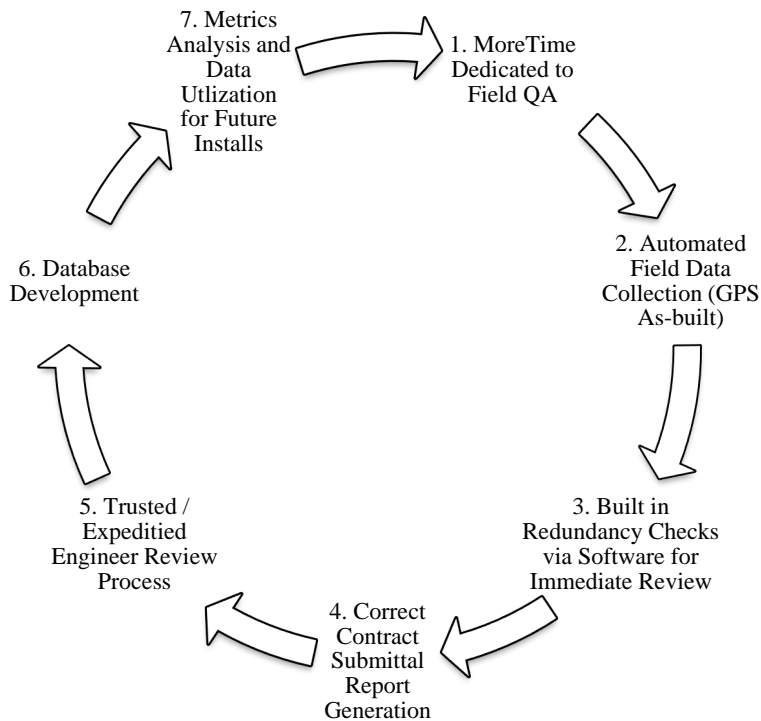 1. MoreTime
Dedicated to
Field QA
2. Automated
Field Data
Collection (GPS
As-built)
3. Built in
Redundancy Checks
via Software for
Immediate Review
4. Correct
Contract
Submittal
Report
Generation
5. Trusted /
Expeditied
Engineer Review
Process
6. Database
Development
7. Metrics
Analysis and
Data
Utlization
for Future
Installs